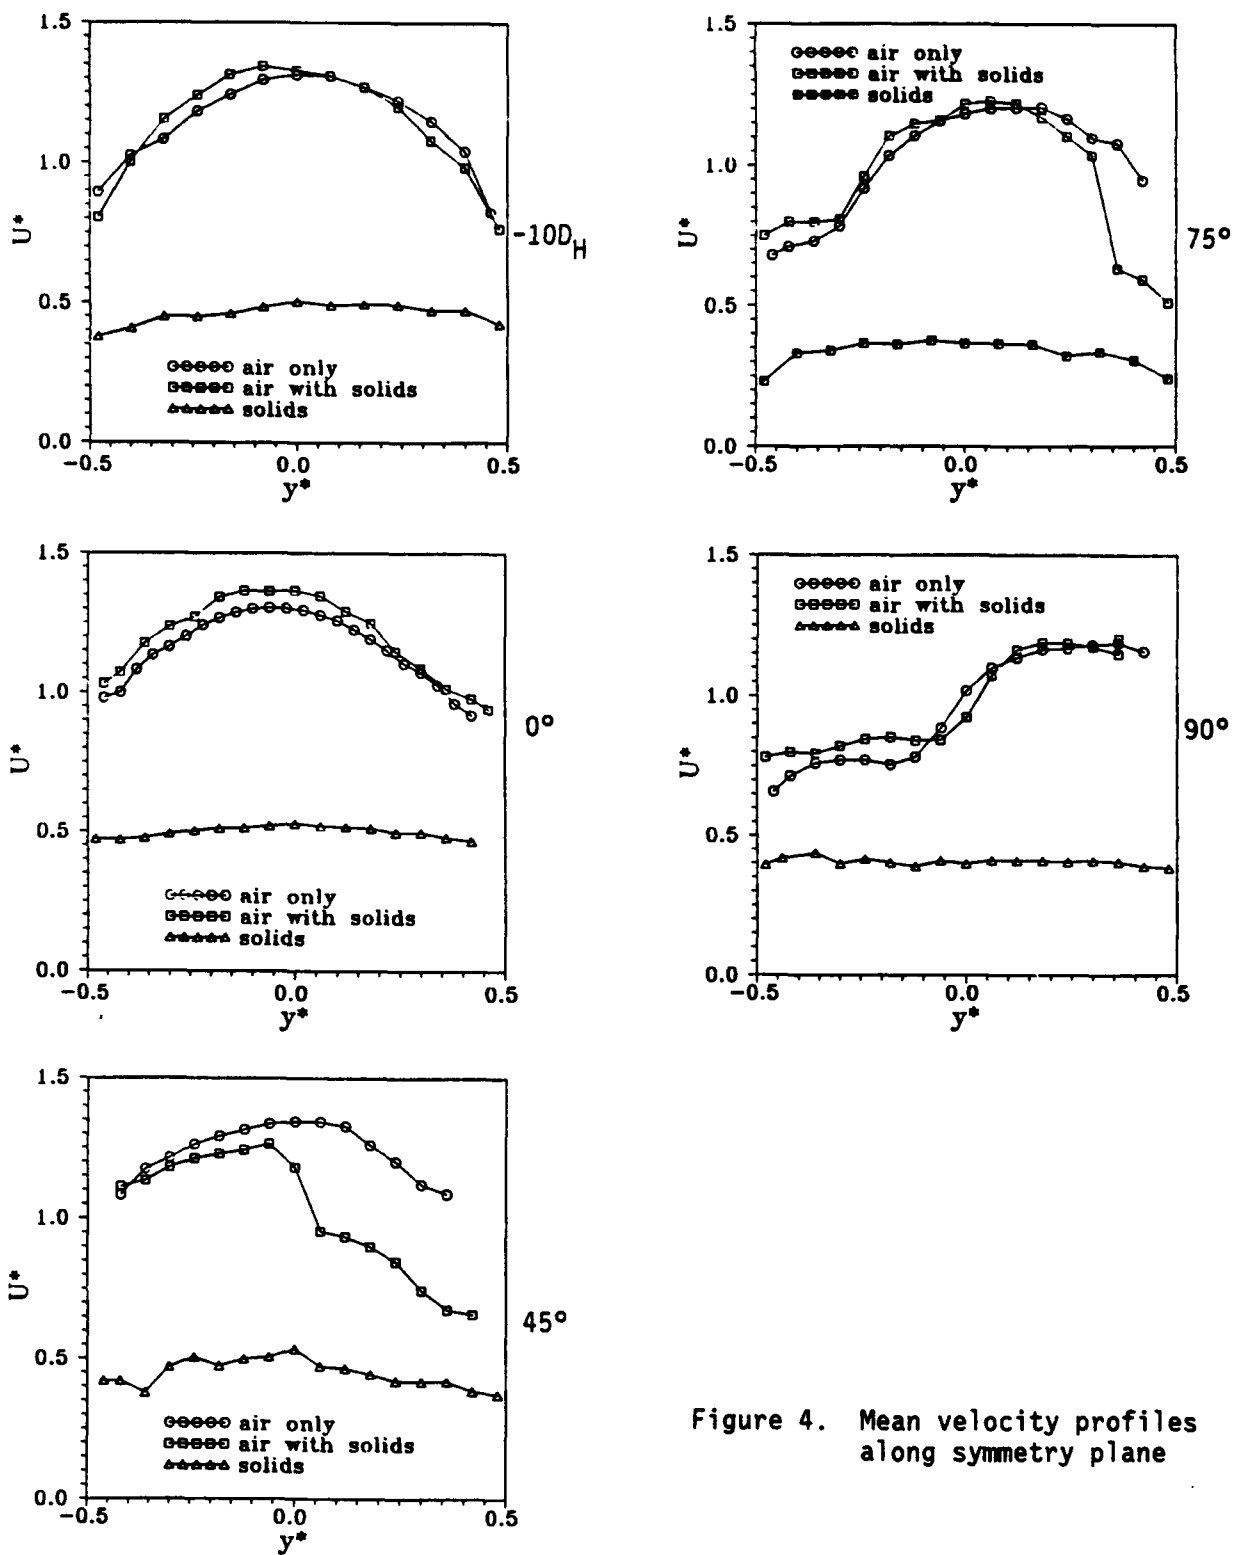 1.5
1.0
0.5
0.0
U*
-0.5
0.0
0.5
y*
air only
air with solids
solids
-10D_H
1.5
1.0
0.5
0.0
U*
-0.5
0.0
0.5
y*
air only
air with solids
solids
75°
1.5
1.0
0.5
0.0
U*
-0.5
0.0
0.5
y*
air only
air with solids
solids
0°
1.5
1.0
0.5
0.0
U*
-0.5
0.0
0.5
y*
air only
air with solids
solids
90°
1.5
1.0
0.5
0.0
U*
-0.5
0.0
0.5
y*
air only
air with solids
solids
45°
Figure 4. Mean velocity profiles
along symmetry plane